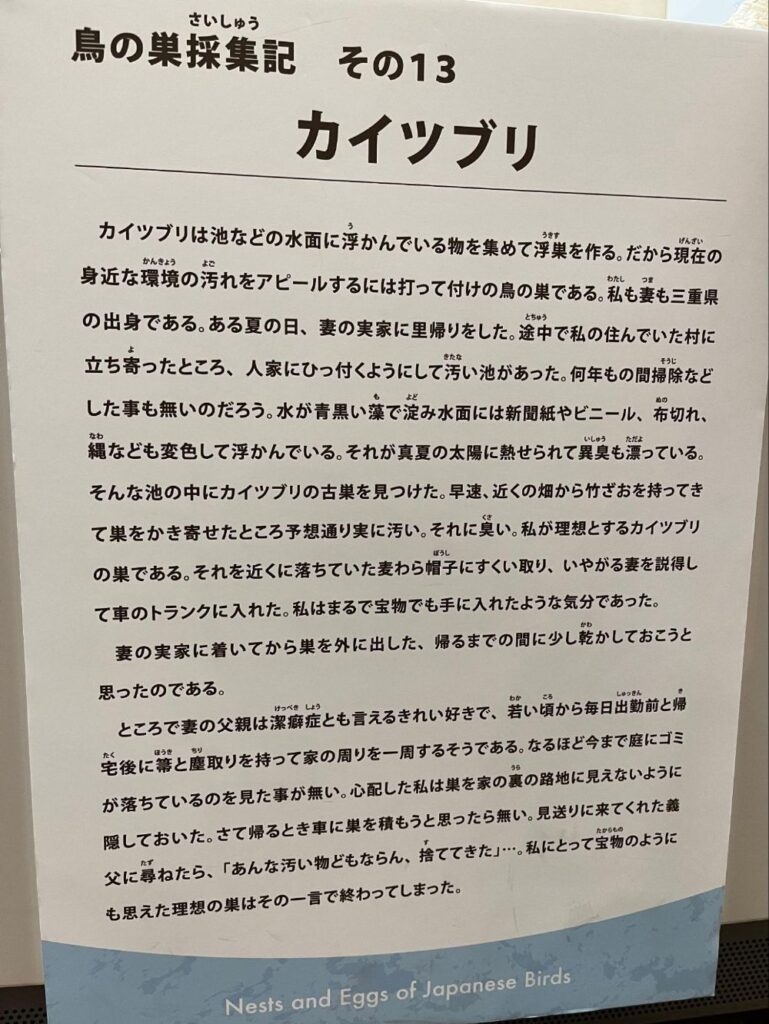 さいしゅう
鳥の巣採集記　その13
カイツブリ
カイツブリは池などの水面に浮かんでいる物を集めて浮巣を作る。だから現在の
身近な環境の汚れをアピールするには打って付けの鳥の巣である。私も妻も三重県
の出身である。ある夏の日、妻の実家に里帰りをした。途中で私の住んでいた村に
立ち寄ったところ、人家にひっ付くようにして汚い池があった。何年もの間掃除など
した事も無いのだろう。水が青黒い藻で淀み水面には新聞紙やビニール、布切れ、
縄なども変色して浮かんでいる。それが真夏の太陽に熱せられて異臭も漂っている。
そんな池の中にカイツブリの古巣を見つけた。早速、近くの畑から竹ざおを持ってき
て巣をかき寄せたところ予想通り実に汚い。それに臭い。私が理想とするカイツブリ
の巣である。それを近くに落ちていた麦わら帽子にすくい取り、いやがる妻を説得し
て車のトランクに入れた。私はまるで宝物でも手に入れたような気分であった。
妻の実家に着いてから巣を外に出した、帰るまでの間に少し乾かしておこうと
思ったのである。
ところで妻の父親は潔癖症とも言えるきれい好きで、若い頃から毎日出勤前と帰
宅後に箒と塵取りを持って家の周りを一周するそうである。なるほど今まで庭にゴミ
が落ちているのを見た事が無い。心配した私は巣を家の裏の路地に見えないように
隠しておいた。さて帰るとき車に巣を積もうと思ったら無い。見送りに来てくれた義
父に尋ねたら、「あんな汚い物どもならん、捨ててきた」…。私にとって宝物のように
も思えた理想の巣はその一言で終わってしまった。
Nests and Eggs of Japanese Birds